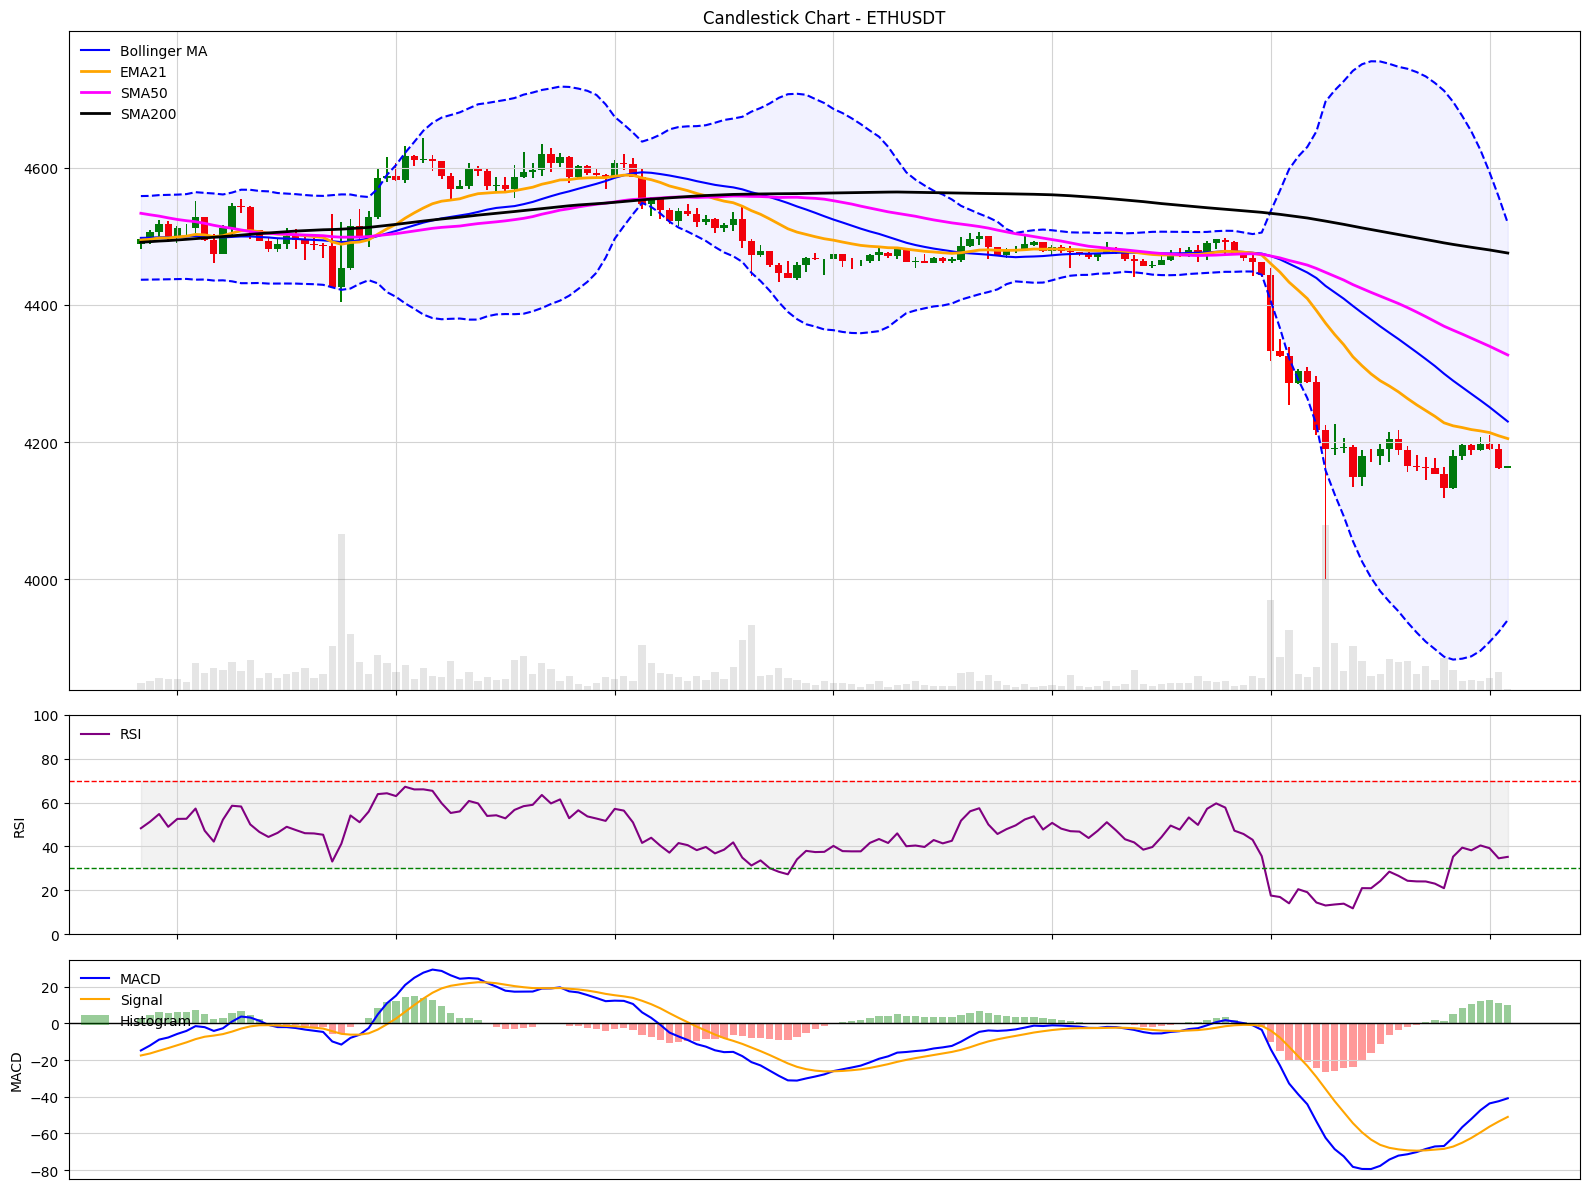 Candlestick Chart - ETHUSDT
Bollinger MA
EMA21
SMA50
SMA200
4600
4400
4200
4000
RSI
100
80
60
40
20
0
RSI
MACD
Signal
Histogram
20
0
−20
−40
−60
−80
MACD